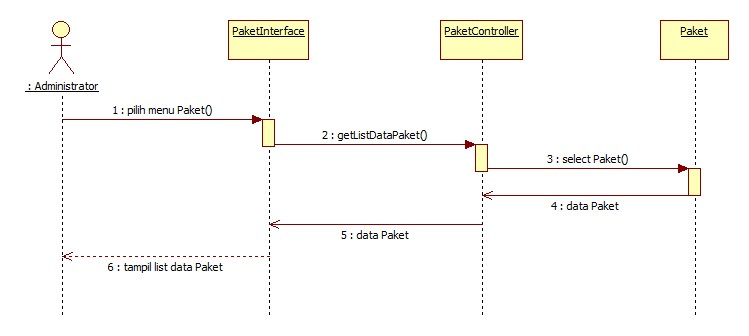 PaketInterface
PaketController
Paket
: Administrator
1 : pilih menu Paket()
2 : getListDataPaket()
3 : select Paket()
4 : data Paket
5 : data Paket
6 : tampil list data Paket